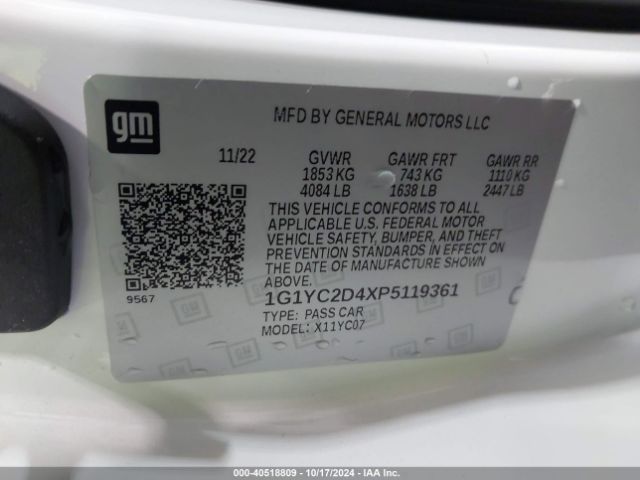 gm
MFD BY GENERAL MOTORS LLC
11/22 GVWR GAWR FRT GAWR RR
1853 KG 743 KG 1110 KG
4084 LB 1638 LB 2447 LB
THIS VEHICLE CONFORMS TO ALL
APPLICABLE U.S. FEDERAL MOTOR
VEHICLE SAFETY, BUMPER, AND THEFT
PREVENTION STANDARDS IN EFFECT ON
THE DATE OF MANUFACTURE SHOWN
ABOVE.
9567
1G1YC2D4XP5119361
TYPE: PASS CAR
MODEL: X11YC07
000-40518809 - 10/17/2024 - IAA Inc.